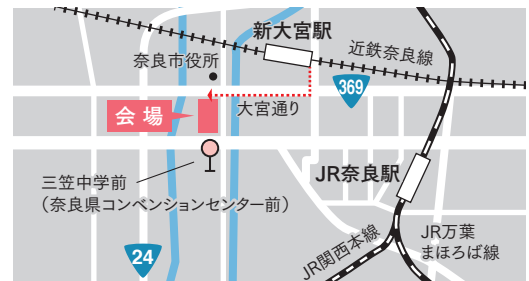 新大宮駅
近鉄奈良線
奈良市役所
369
会場
大宮通り
JR奈良駅
三笠中学前
(奈良県コンベンションセンター前)
24
JR関西本線
JR万葉
まほろば線